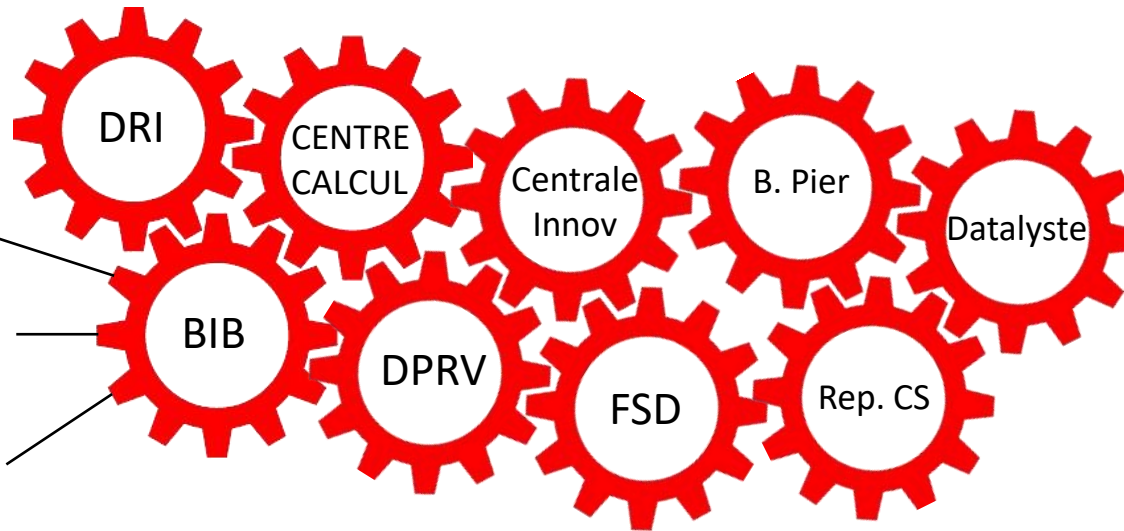 DRI
CENTRE
CALCUL
Centrale
Innov
B. Pier
Datalyste
BIB
DPRV
FSD
Rep. CS